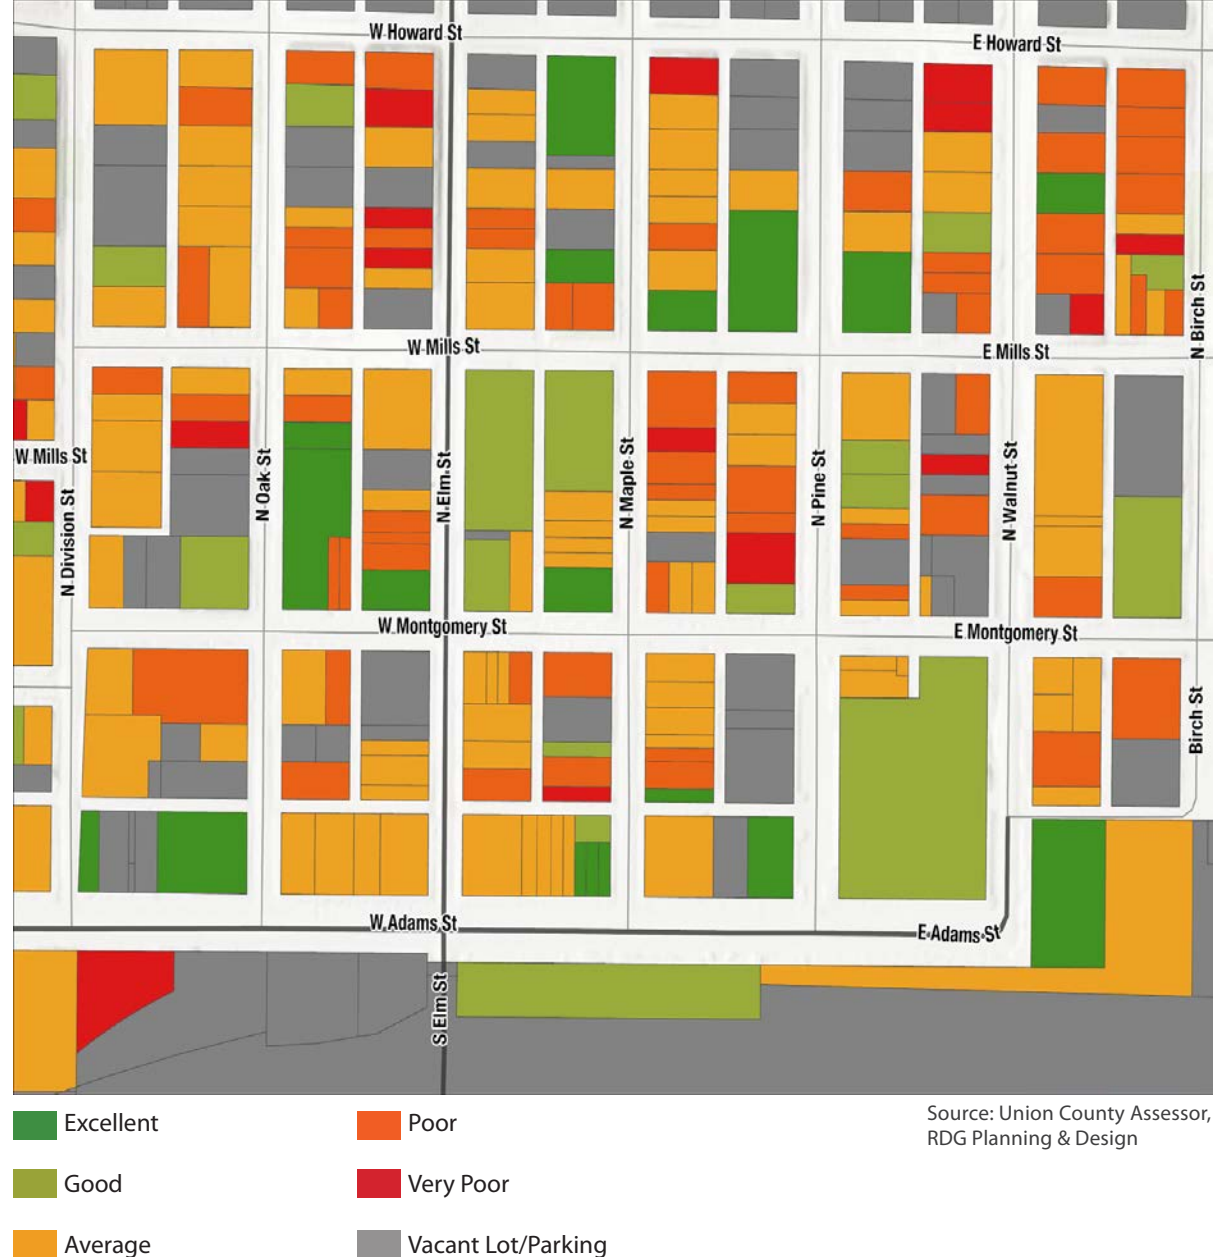 W Howard St
E Howard St
N Birch St
W Mills St
E Mills St
W Mills St
N Division St
N Oak St
N Elm St
N Maple St
N Pine St
N Walnut St
W Montgomery St
E Montgomery St
Birch St
W Adams St
E Adams St
S Elm St
Excellent
Poor
Source: Union County Assessor,
RDG Planning & Design
Good
Very Poor
Average
Vacant Lot/Parking